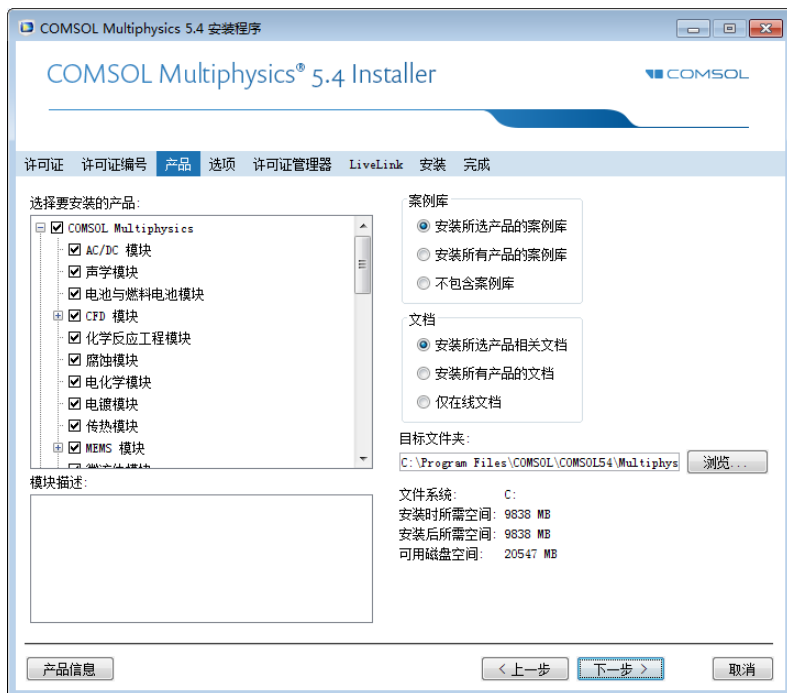 COMSOL Multiphysics 5.4 安装程序
COMSOL Multiphysics® 5.4 Installer
COMSOL
许可证 许可证编号 产品 选项 许可证管理器 LiveLink 安装 完成
选择要安装的产品:
COMSOL Multiphysics
AC/DC 模块
声学模块
电池与燃料电池模块
CFD 模块
化学反应工程模块
腐蚀模块
电化学模块
电镀模块
传热模块
MEMS 模块
模块描述:
案例库
安装所选产品的案例库
安装所有产品的案例库
不包含案例库
文档
安装所选产品相关文档
安装所有产品的文档
仅在线文档
目标文件夹:
C:\Program Files\COMSOL\COMSOL54\Multiphys 浏览...
文件系统: C:
安装时所需空间: 9838 MB
安装后所需空间: 9838 MB
可用磁盘空间: 20547 MB
产品信息 < 上一步 下一步 > 取消